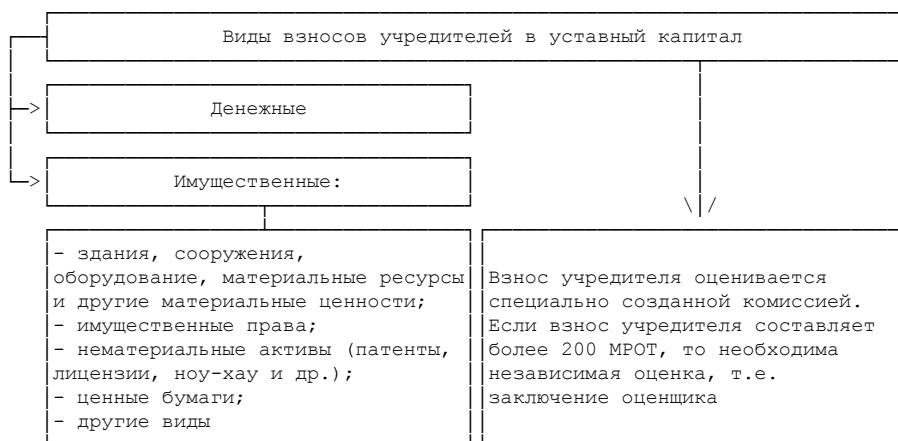 Виды взносов учредителей в уставный капитал
Денежные
Имущественные:
- здания, сооружения,
оборудование, материальные ресурсы
и другие материальные ценности;
- имущественные права;
- нематериальные активы (патенты,
лицензии, ноу-хау и др.);
- ценные бумаги;
- другие виды
Взнос учредителя оценивается
специально созданной комиссией.
Если взнос учредителя составляет
более 200 МРОТ, то необходима
независимая оценка, т.е.
заключение оценщика